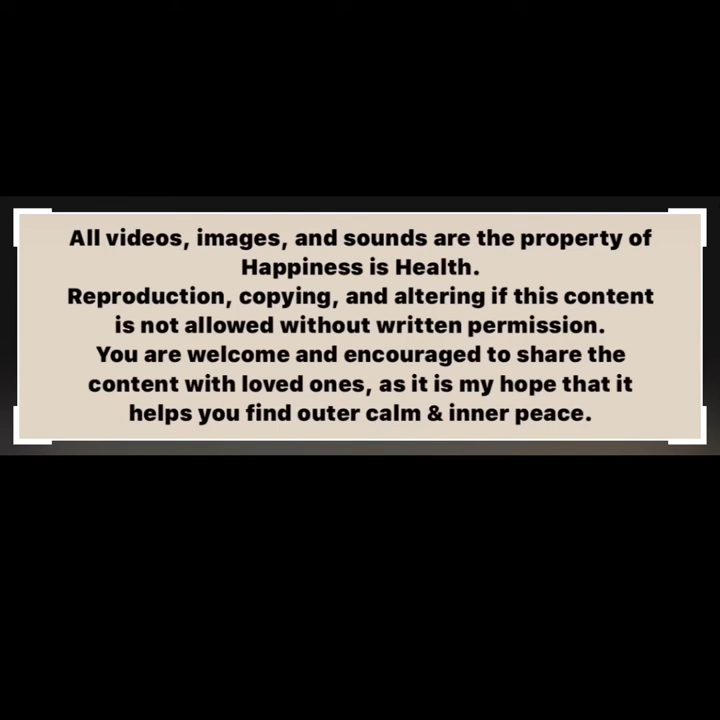 All videos, images, and sounds are the property of
Happiness is Health.
Reproduction, copying, and altering if this content
is not allowed without written permission.
You are welcome and encouraged to share the
content with loved ones, as it is my hope that it
helps you find outer calm & inner peace.